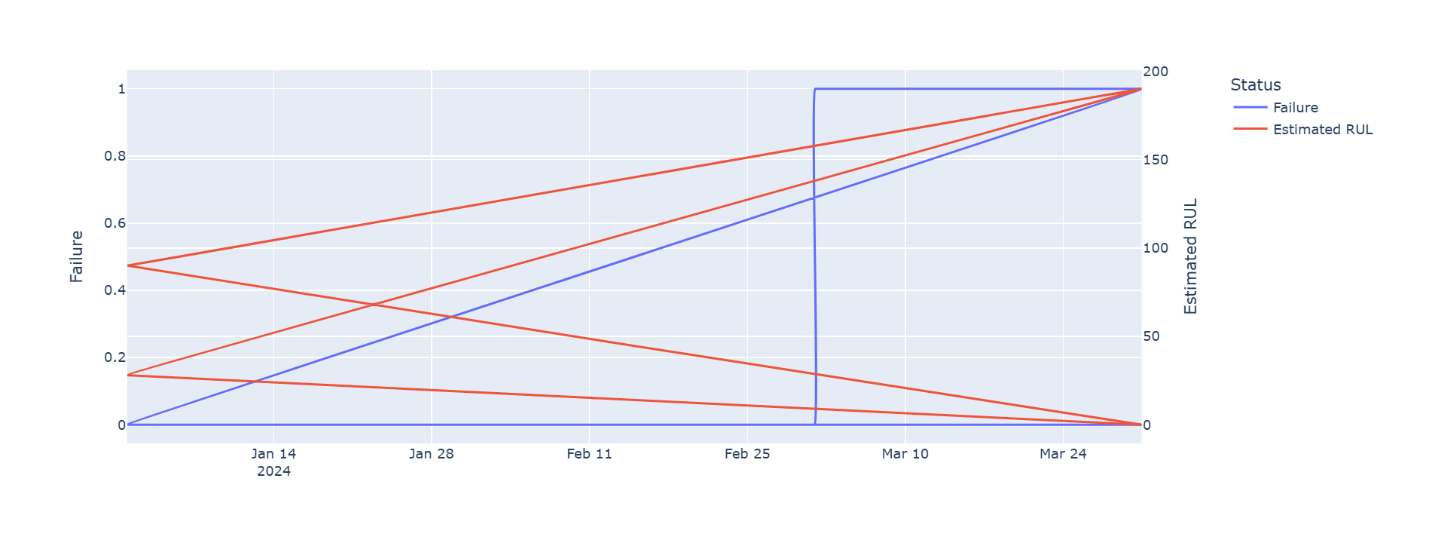 Status
Failure
Estimated RUL
Failure
1
0.8
0.6
0.4
0.2
0
200
150
100
50
0
Estimated RUL
Jan 14
2024
Jan 28
Feb 11
Feb 25
Mar 10
Mar 24